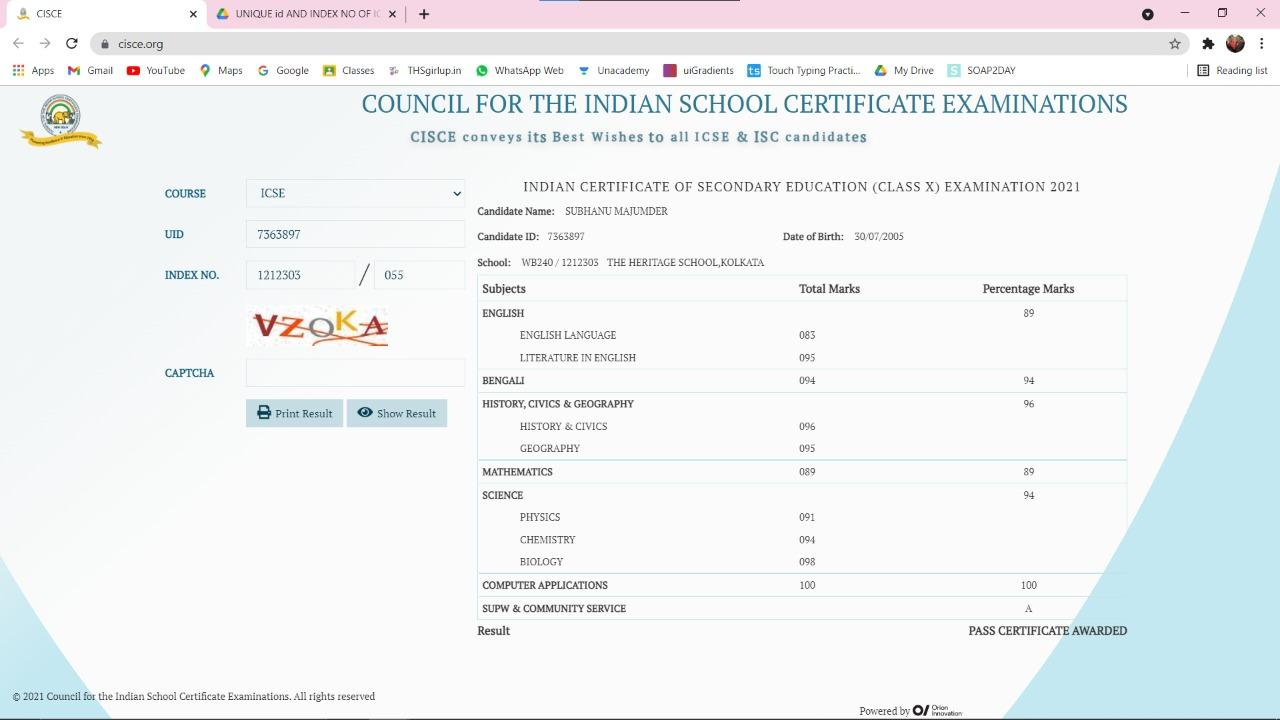 CISCE
UNIQUE id AND INDEX NO OF IC
cisce.org
Apps Gmail YouTube Maps Google Classes THSgirlup.in WhatsApp Web Unacademy uiGradients Touch Typing Practi... My Drive SOAP2DAY Reading list
COUNCIL FOR THE INDIAN SCHOOL CERTIFICATE EXAMINATIONS
CISCE conveys its Best Wishes to all ICSE & ISC candidates
COURSE ICSE
UID 7363897
INDEX NO. 1212303 / 055
VZQKA
CAPTCHA
Print Result Show Result
INDIAN CERTIFICATE OF SECONDARY EDUCATION (CLASS X) EXAMINATION 2021
Candidate Name: SUBHANU MAJUMDER
Candidate ID: 7363897 Date of Birth: 30/07/2005
School: WB240 / 1212303 THE HERITAGE SCHOOL,KOLKATA
Subjects Total Marks Percentage Marks
ENGLISH 89
ENGLISH LANGUAGE 083
LITERATURE IN ENGLISH 095
BENGALI 094 94
HISTORY, CIVICS & GEOGRAPHY 96
HISTORY & CIVICS 096
GEOGRAPHY 095
MATHEMATICS 089 89
SCIENCE 94
PHYSICS 091
CHEMISTRY 094
BIOLOGY 098
COMPUTER APPLICATIONS 100 100
SUPW & COMMUNITY SERVICE A
Result PASS CERTIFICATE AWARDED
© 2021 Council for the Indian School Certificate Examinations. All rights reserved
Powered by Orion Innovation